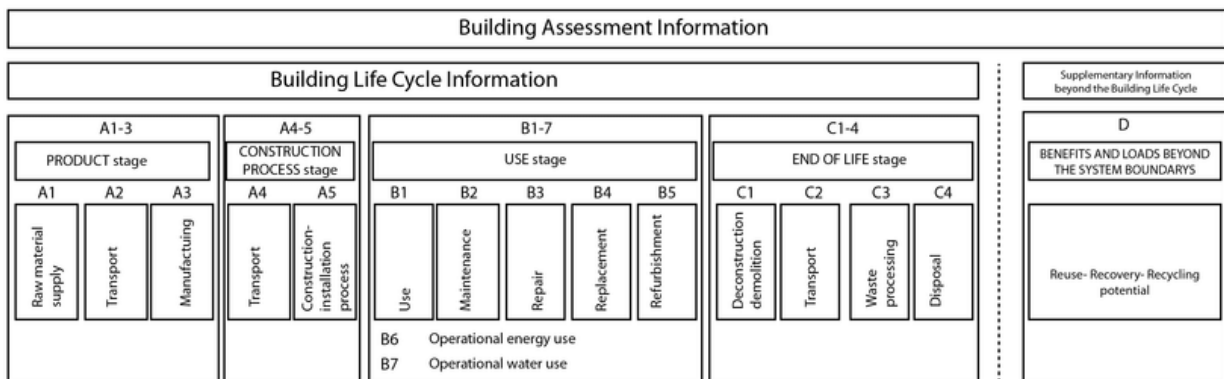 Building Assessment Information
Building Life Cycle Information
Supplementary Information
beyond the Building Life Cycle
A1-3
PRODUCT stage
A1
A2
A3
Raw material
supply
Transport
Manufactuing
A4-5
CONSTRUCTION
PROCESS stage
A4
A5
Transport
Construction-
installation
process
B1-7
USE stage
B1
B2
B3
B4
B5
Use
Maintenance
Repair
Replacement
Refurbishment
B6 Operational energy use
B7 Operational water use
C1-4
END OF LIFE stage
C1
C2
C3
C4
Deconstruction
demolition
Transport
Waste
processing
Disposal
D
BENEFITS AND LOADS BEYOND
THE SYSTEM BOUNDARYS
Reuse- Recovery- Recycling
potential